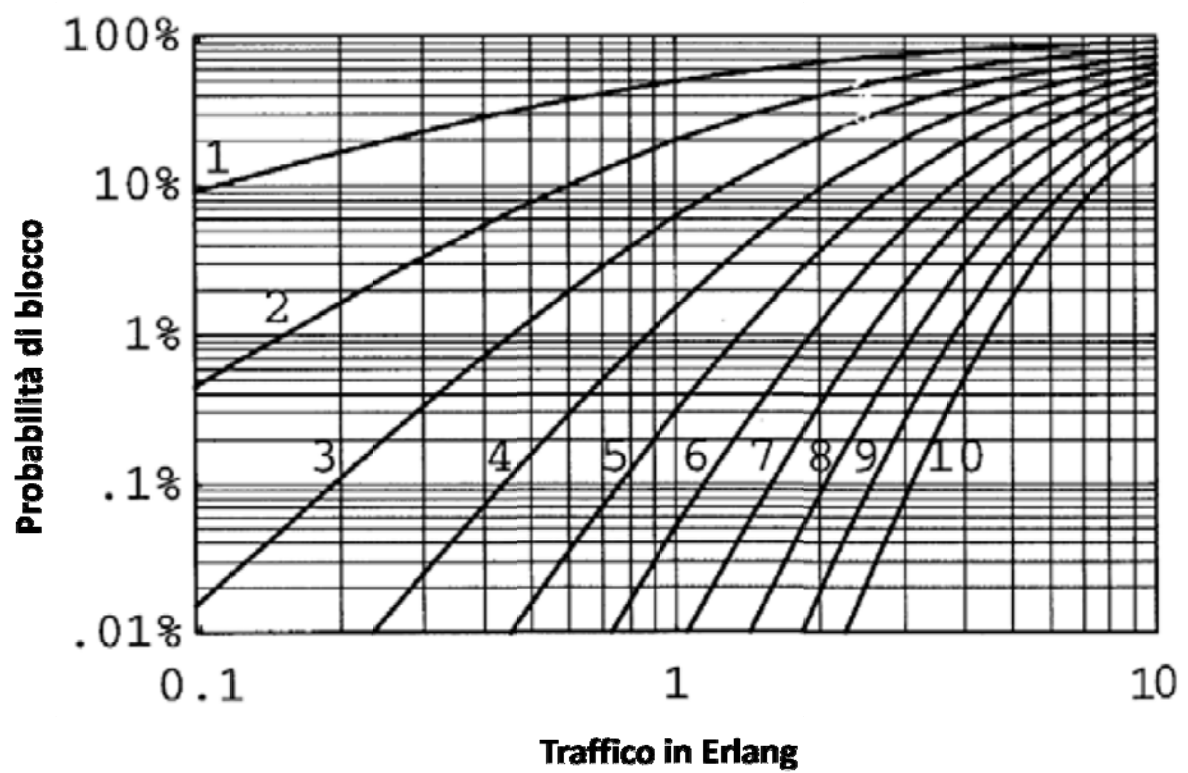 100%
10%
1%
.1%
.01%
Probabilità di blocco
1
2
3 4 5 6 7 8 9 10
0.1 1 10
Traffico in Erlang